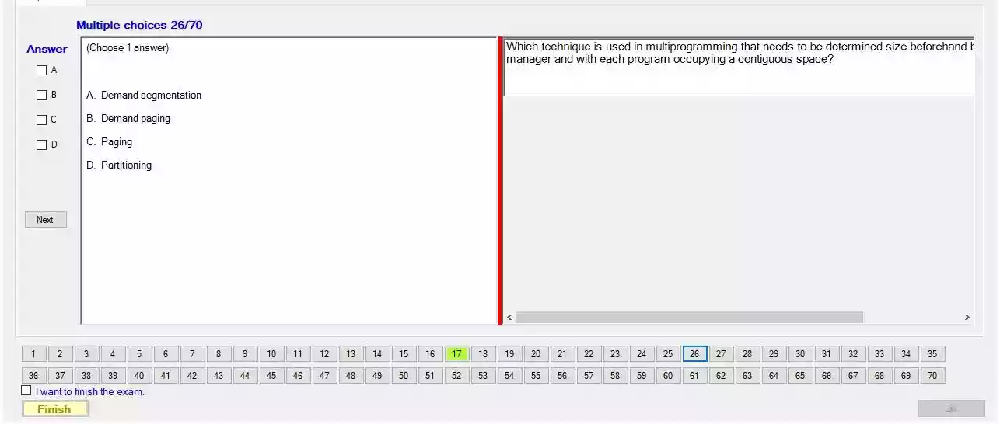 Multiple choices 26/70
Answer
(Choose 1 answer)
Which technique is used in multiprogramming that needs to be determined size beforehand
manager and with each program occupying a contiguous space?
A
B
C
D
A. Demand segmentation
B. Demand paging
C. Paging
D. Partitioning
Next
1 2 3 4 5 6 7 8 9 10 11 12 13 14 15 16 17 18 19 20 21 22 23 24 25 26 27 28 29 30 31 32 33 34 35
36 37 38 39 40 41 42 43 44 45 46 47 48 49 50 51 52 53 54 55 56 57 58 59 60 61 62 63 64 65 66 67 68 69 70
I want to finish the exam.
Finish
Exit